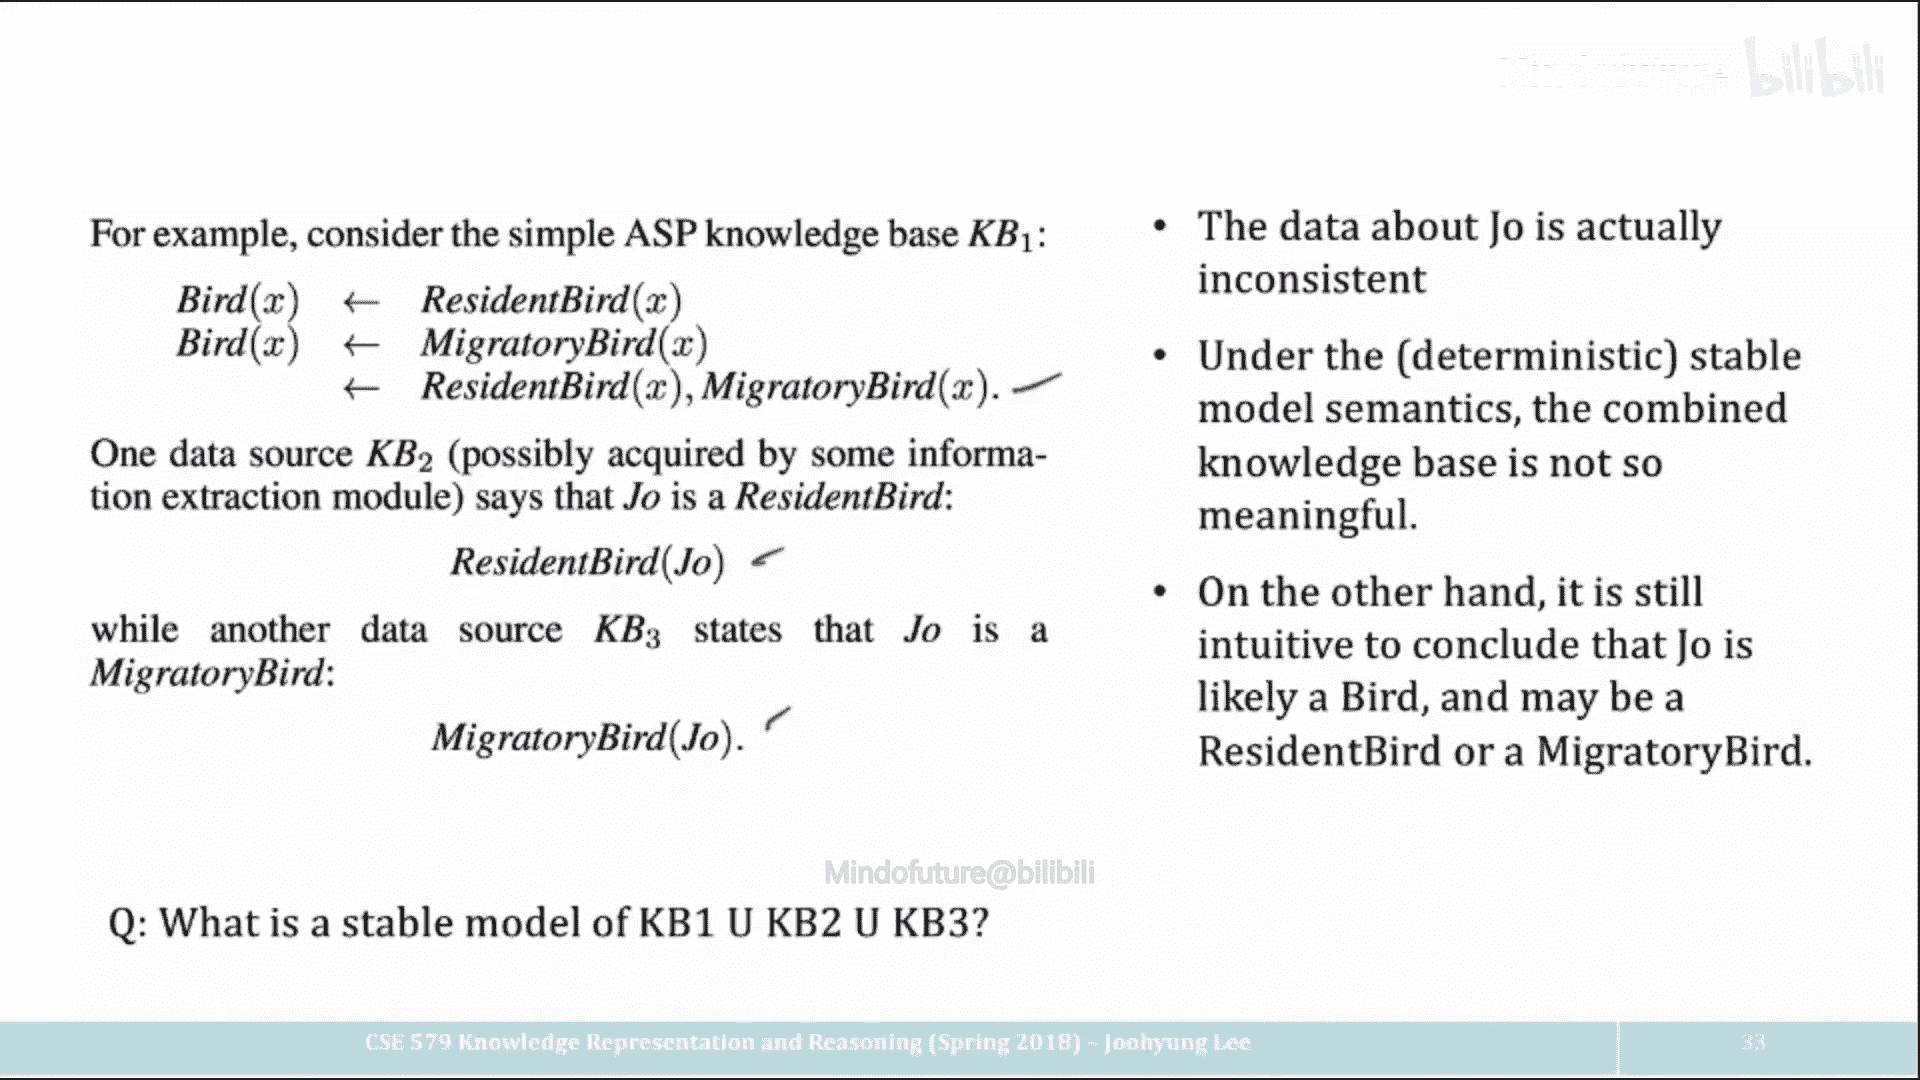 bilibili
For example, consider the simple ASP knowledge base KB₁:
Bird(x) ← ResidentBird(x)
Bird(x) ← MigratoryBird(x)
← ResidentBird(x), MigratoryBird(x).
One data source KB₂ (possibly acquired by some informa-
tion extraction module) says that Jo is a ResidentBird:
ResidentBird(Jo)
while another data source KB₃ states that Jo is a
MigratoryBird:
MigratoryBird(Jo).
• The data about Jo is actually
inconsistent
• Under the (deterministic) stable
model semantics, the combined
knowledge base is not so
meaningful.
• On the other hand, it is still
intuitive to conclude that Jo is
likely a Bird, and may be a
ResidentBird or a MigratoryBird.
Mindofuture@bilibili
Q: What is a stable model of KB1 U KB2 U KB3?
CSE 579 Knowledge Representation and Reasoning (Spring 2018) – Joohyung Lee
33